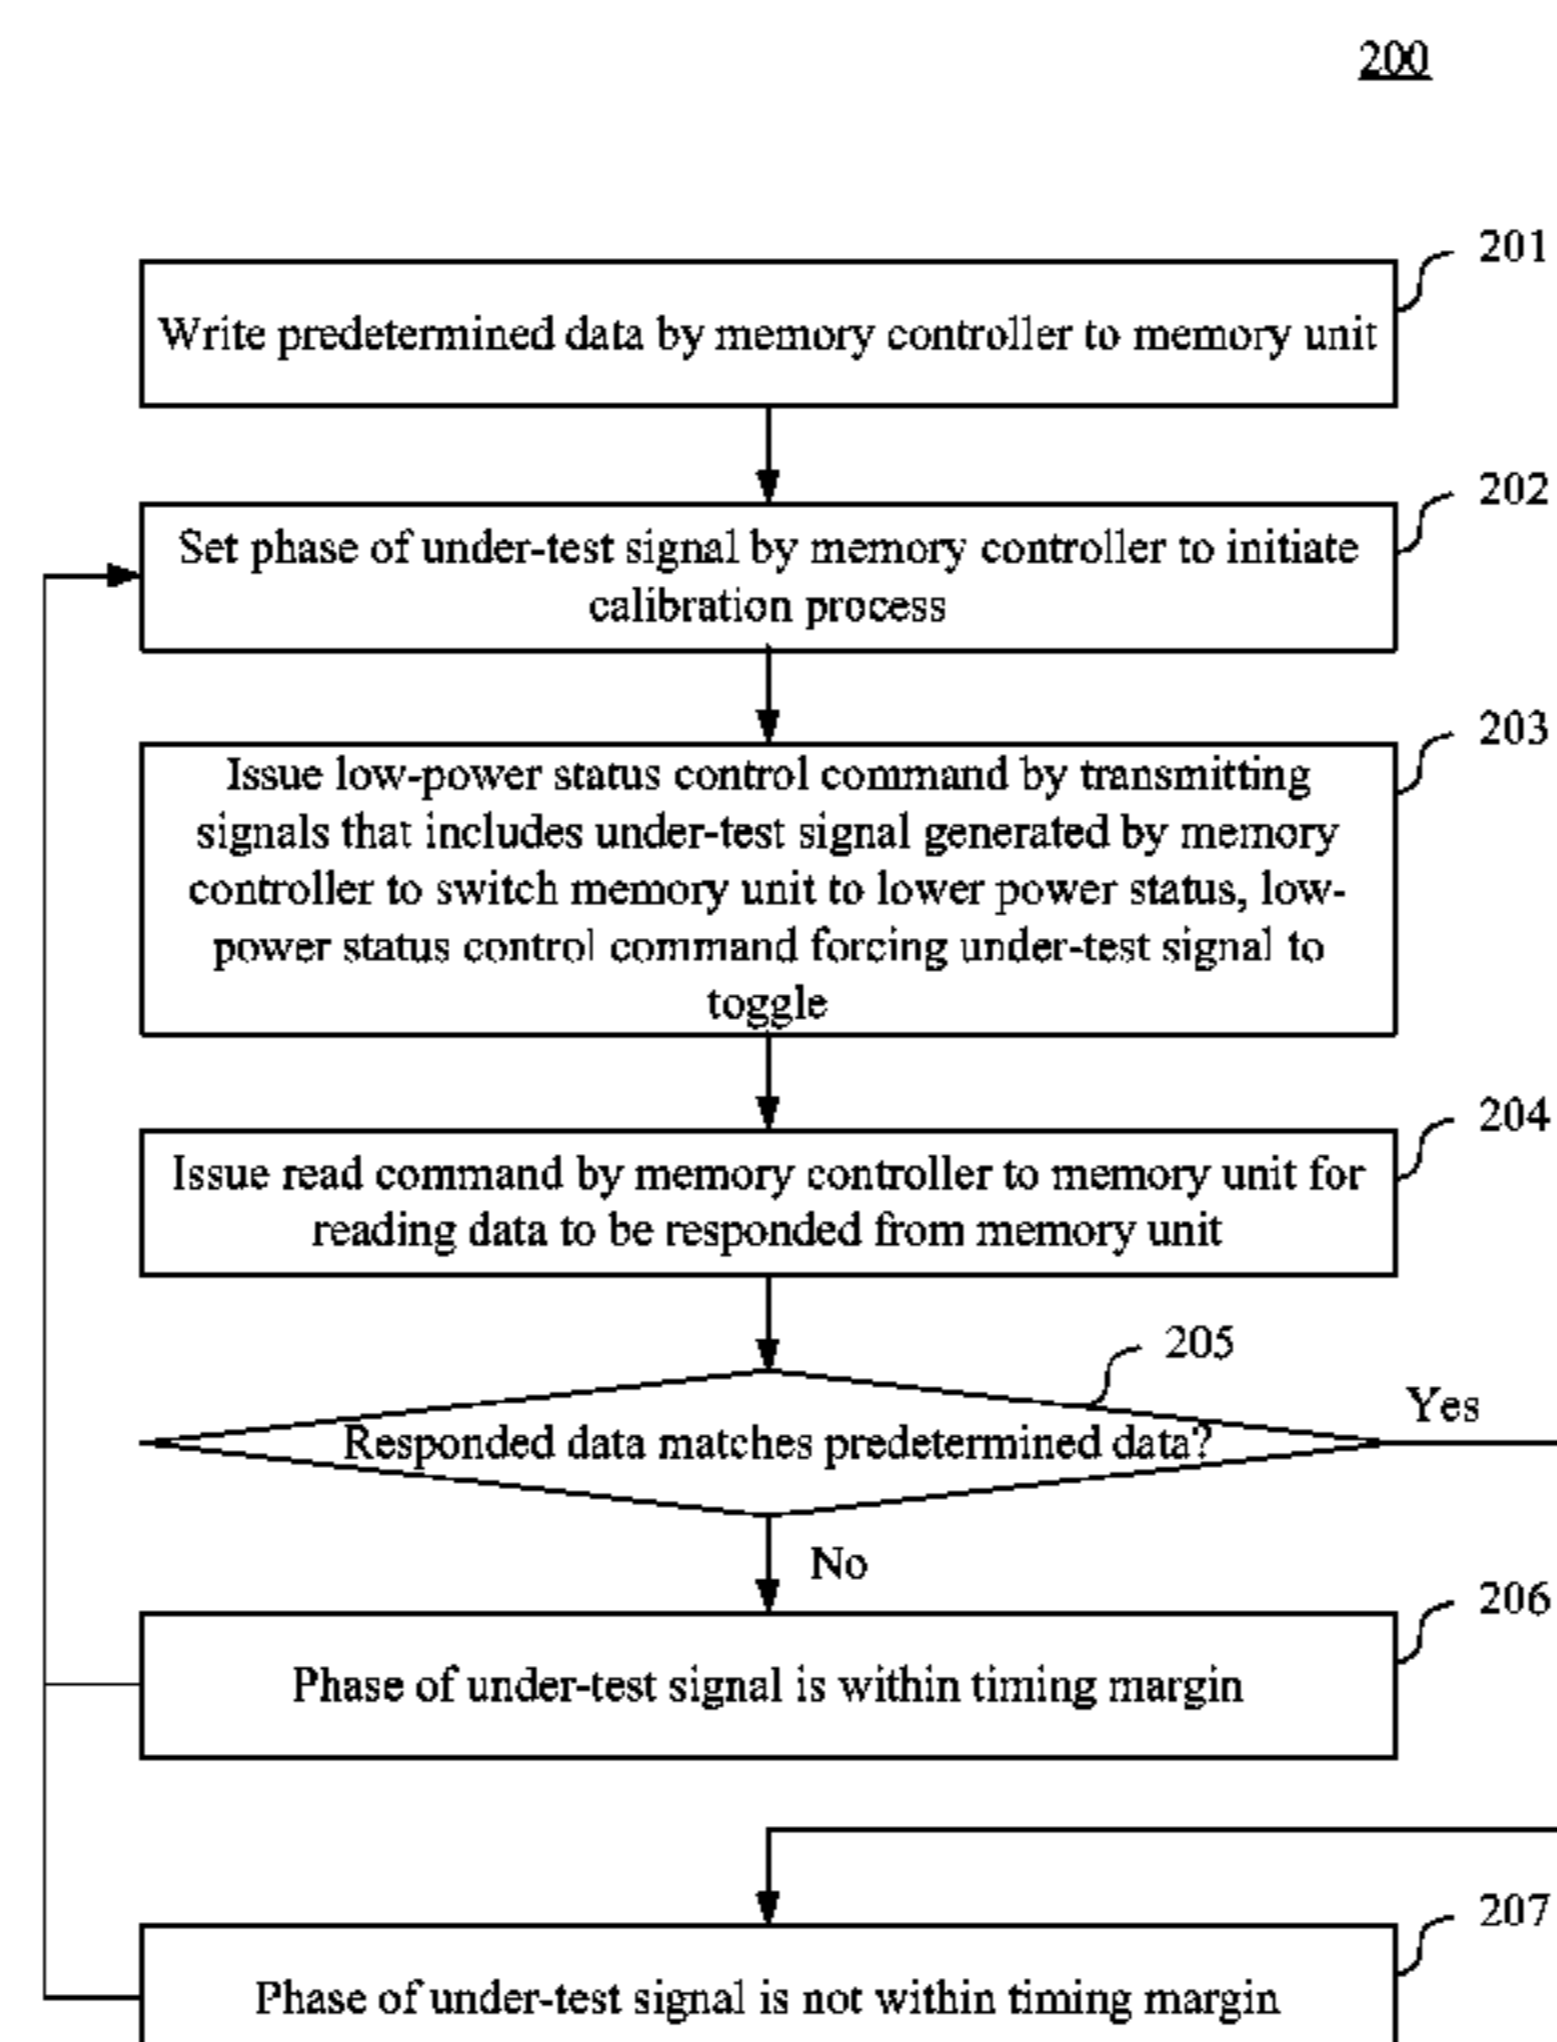 200
201
Write predetermined data by memory controller to memory unit
202
Set phase of under-test signal by memory controller to initiate
calibration process
203
Issue low-power status control command by transmitting
signals that includes under-test signal generated by memory
controller to switch memory unit to lower power status, low-
power status control command forcing under-test signal to
toggle
204
Issue read command by memory controller to memory unit for
reading data to be responded from memory unit
205
Yes
Responded data matches predetermined data?
No
206
Phase of under-test signal is within timing margin
207
Phase of under-test signal is not within timing margin